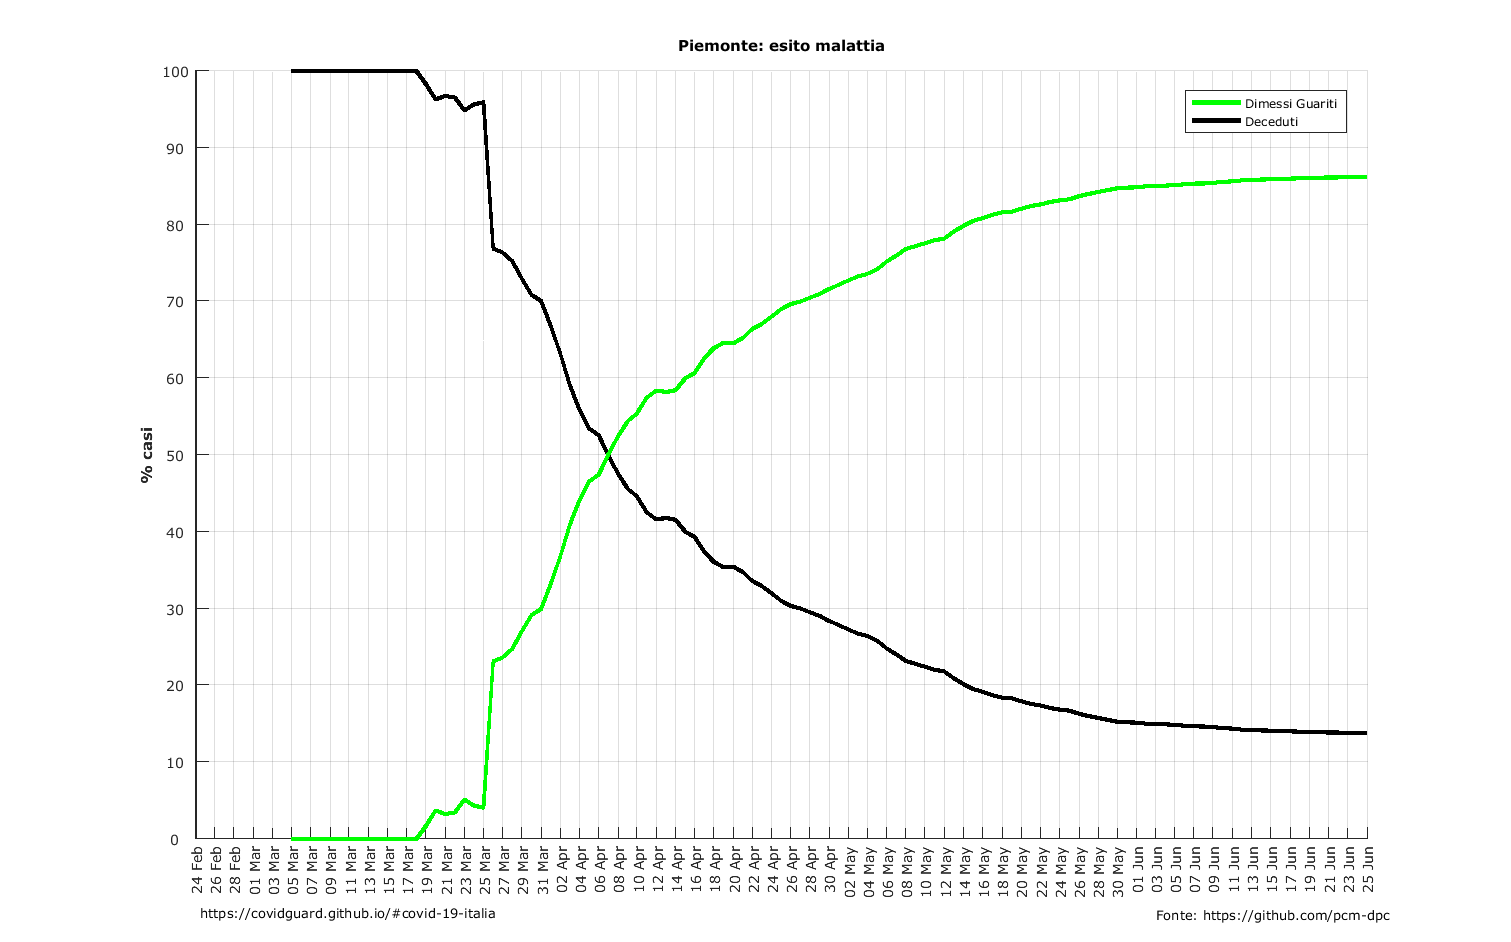 Piemonte: esito malattia
Dimessi Guariti
Deceduti
% casi
100
90
80
70
60
50
40
30
20
10
0
24 Feb
26 Feb
28 Feb
01 Mar
03 Mar
05 Mar
07 Mar
09 Mar
11 Mar
13 Mar
15 Mar
17 Mar
19 Mar
21 Mar
23 Mar
25 Mar
27 Mar
29 Mar
31 Mar
02 Apr
04 Apr
06 Apr
08 Apr
10 Apr
12 Apr
14 Apr
16 Apr
18 Apr
20 Apr
22 Apr
24 Apr
26 Apr
28 Apr
30 Apr
02 May
04 May
06 May
08 May
10 May
12 May
14 May
16 May
18 May
20 May
22 May
24 May
26 May
28 May
30 May
01 Jun
03 Jun
05 Jun
07 Jun
09 Jun
11 Jun
13 Jun
15 Jun
17 Jun
19 Jun
21 Jun
23 Jun
25 Jun
https://covidguard.github.io/#covid-19-italia
Fonte: https://github.com/pcm-dpc